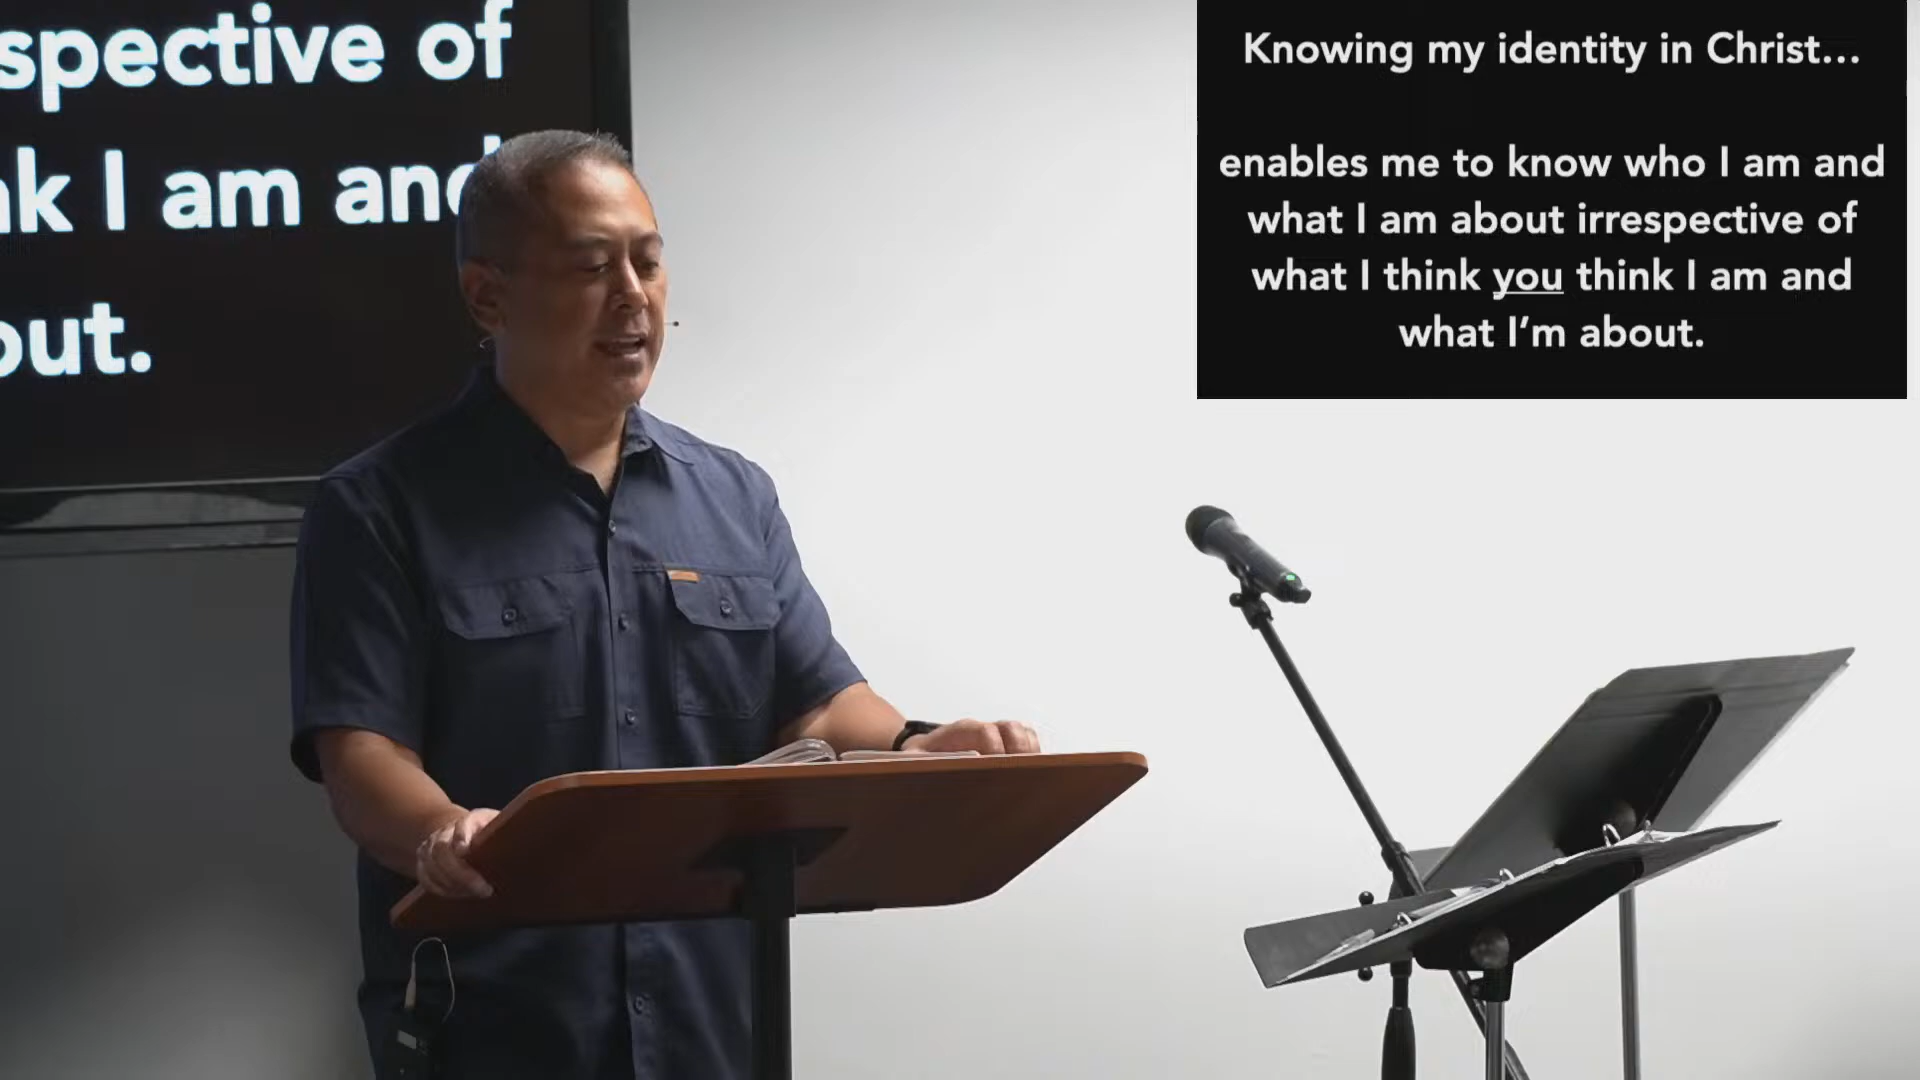 spective of
nk I am and
out.
Knowing my identity in Christ...
enables me to know who I am and
what I am about irrespective of
what I think you think I am and
what I'm about.